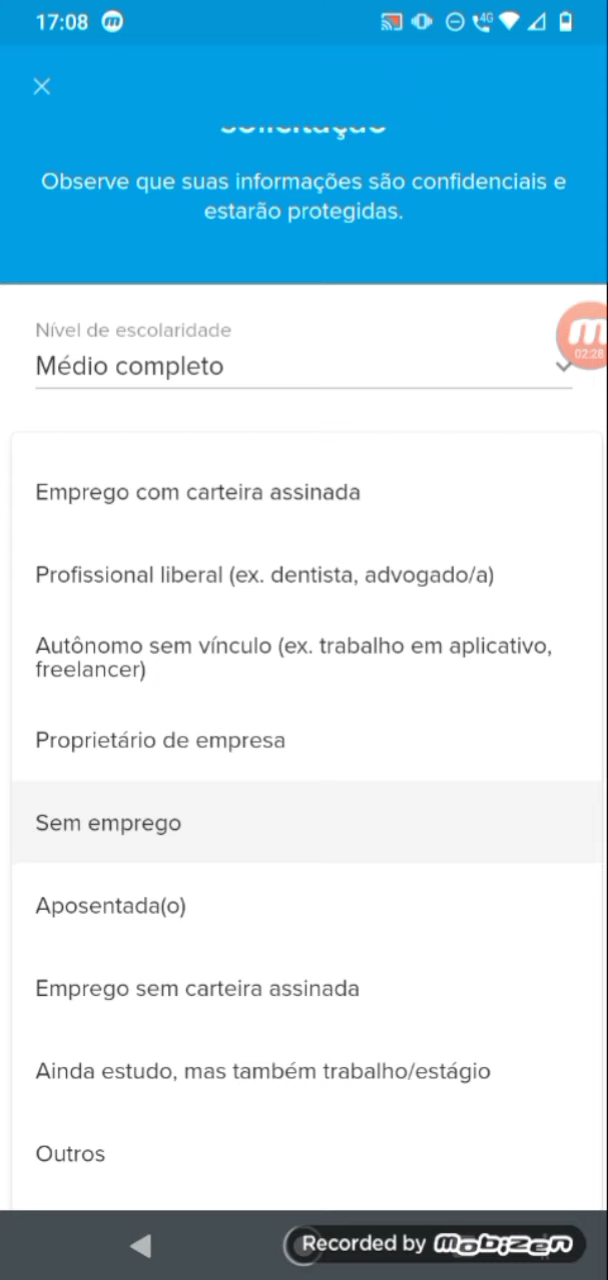 17:08
4G
Solicitação
Observe que suas informações são confidenciais e
estarão protegidas.
Nível de escolaridade
Médio completo
02:28
Emprego com carteira assinada
Profissional liberal (ex. dentista, advogado/a)
Autônomo sem vínculo (ex. trabalho em aplicativo,
freelancer)
Proprietário de empresa
Sem emprego
Aposentada(o)
Emprego sem carteira assinada
Ainda estudo, mas também trabalho/estágio
Outros
Recorded by mobizen